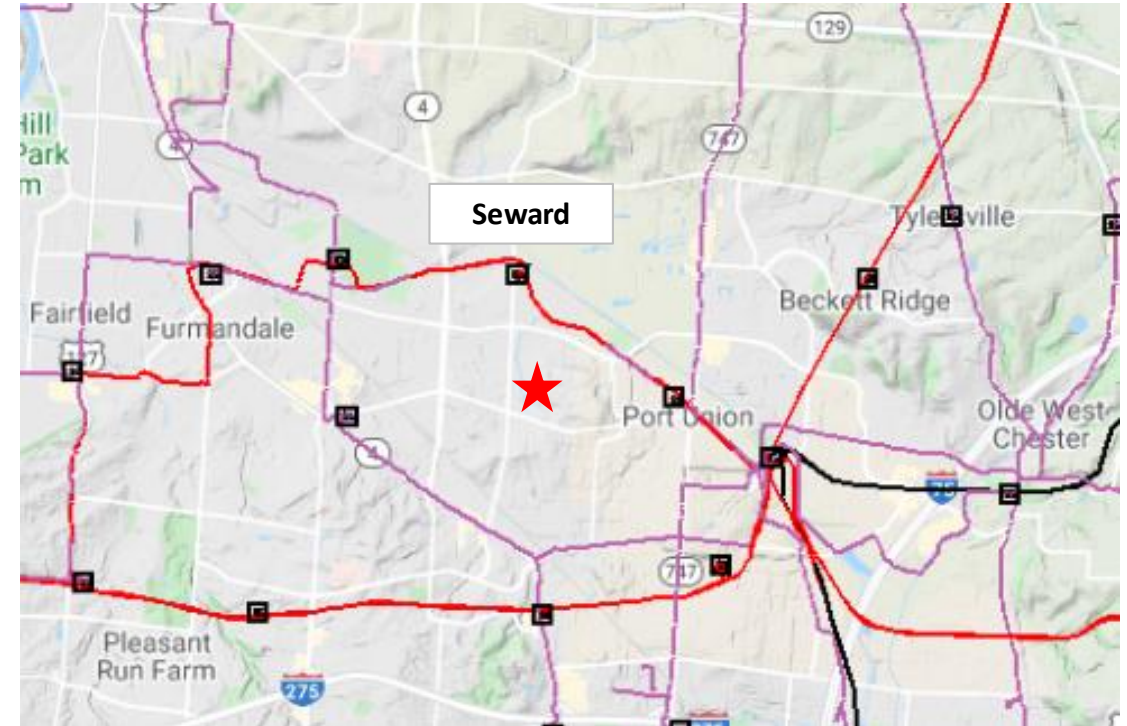 129
4
Hill
Park
m
4
747
Seward
Tylersville
Fairfield
Furmandale
Beckett Ridge
127
Port Union
Olde West
Chester
4
75
747
Pleasant
Run Farm
275